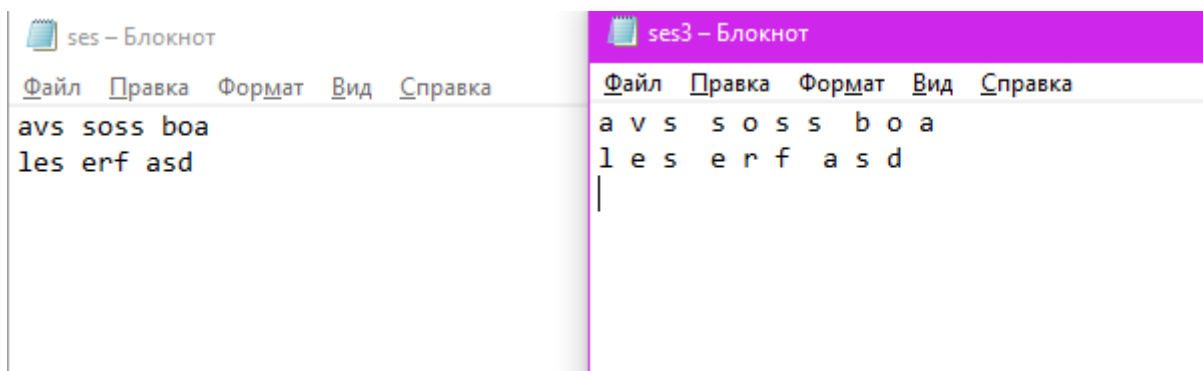 ses – Блокнот
Файл Правка Формат Вид Справка
avs soss boa
les erf asd
ses3 – Блокнот
Файл Правка Формат Вид Справка
a v s  s o s s  b o a
l e s  e r f  a s d